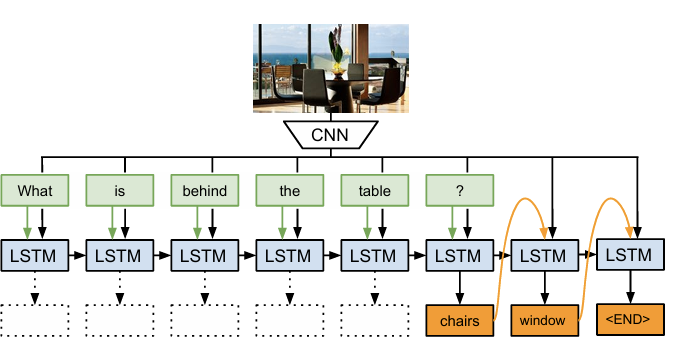 CNN
What is behind the table ?
LSTM LSTM LSTM LSTM LSTM LSTM LSTM LSTM
chairs window <END>